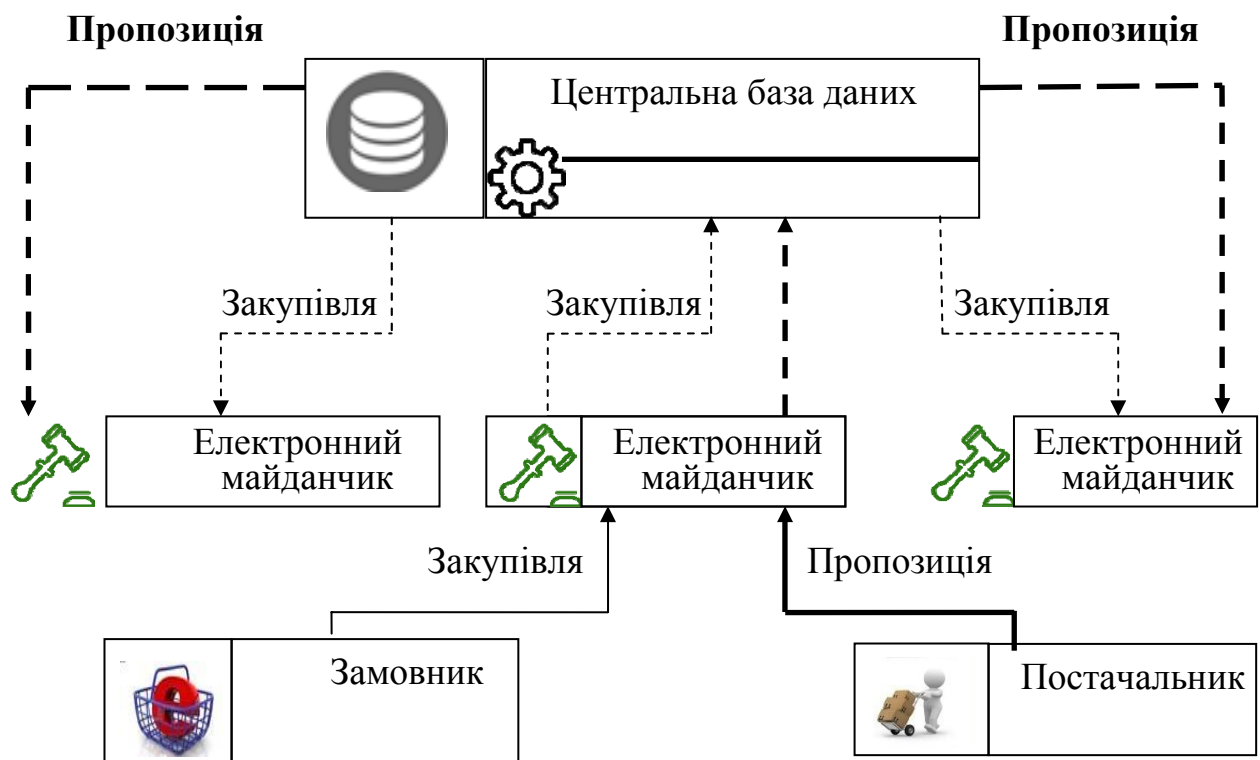 Пропозиція
Пропозиція
Центральна база даних
Закупівля
Закупівля
Закупівля
Електронний
майданчик
Електронний
майданчик
Електронний
майданчик
Закупівля
Пропозиція
Замовник
Постачальник